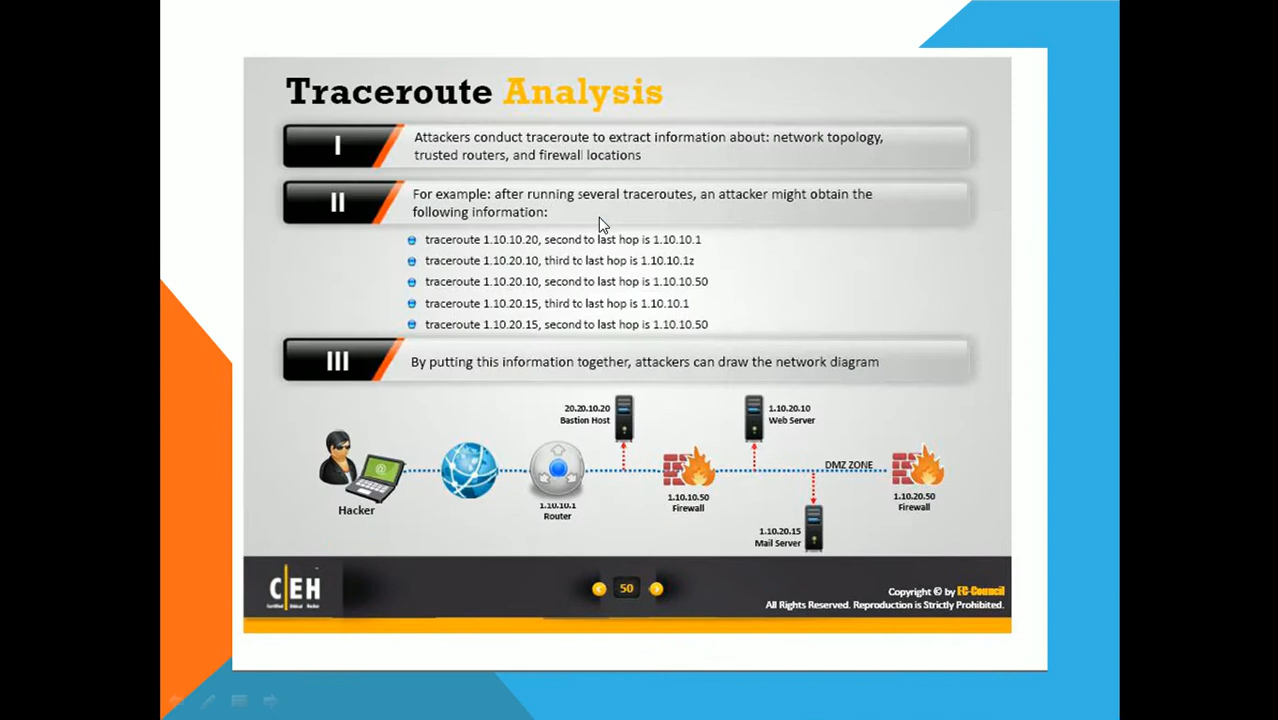 Traceroute Analysis
I
Attackers conduct traceroute to extract information about: network topology,
trusted routers, and firewall locations
II
For example: after running several traceroutes, an attacker might obtain the
following information:
traceroute 1.10.10.20, second to last hop is 1.10.10.1
traceroute 1.10.20.10, third to last hop is 1.10.10.1z
traceroute 1.10.20.10, second to last hop is 1.10.10.50
traceroute 1.10.20.15, third to last hop is 1.10.10.1
traceroute 1.10.20.15, second to last hop is 1.10.10.50
III
By putting this information together, attackers can draw the network diagram
20.20.10.20
Bastion Host
1.10.20.10
Web Server
DMZ ZONE
Hacker
1.10.10.1
Router
1.10.10.50
Firewall
1.10.20.50
Firewall
1.10.20.15
Mail Server
C|EH
Certified Ethical Hacker
50
Copyright © by EC-Council
All Rights Reserved. Reproduction is Strictly Prohibited.